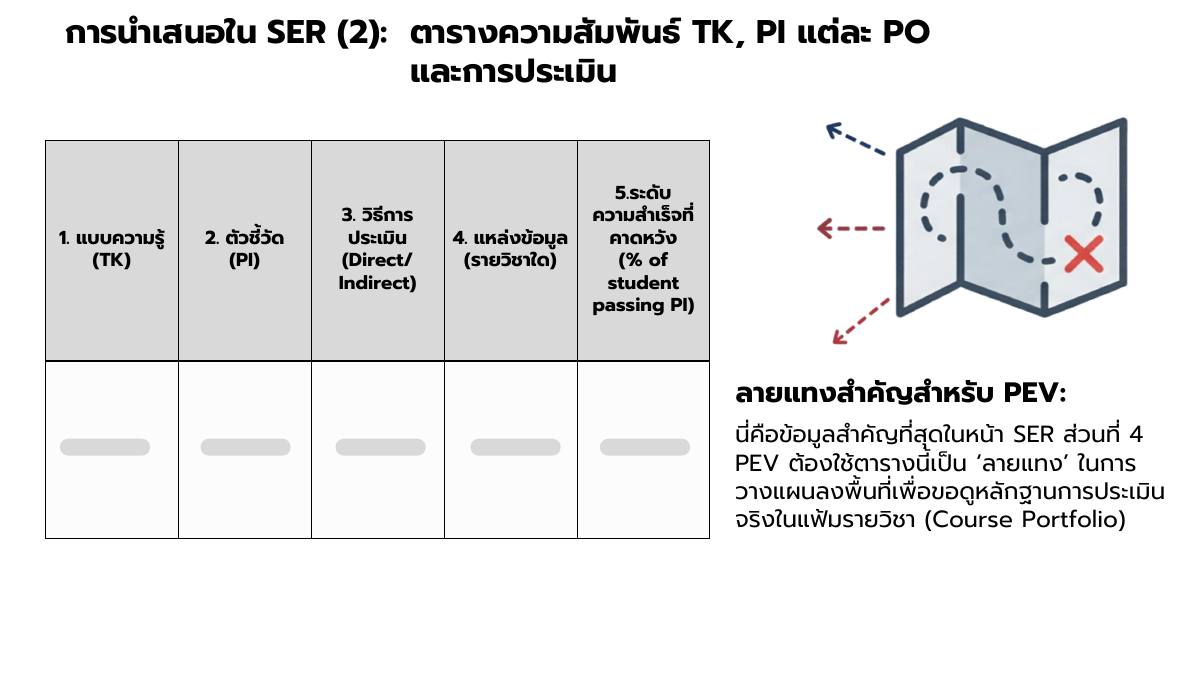 การนำเสนอใน SER (2): ตารางความสัมพันธ์ TK, PI แต่ละ PO
และการประเมิน
1. แบบความรู้
(TK)
2. ตัวชี้วัด
(PI)
3. วิธีการ
ประเมิน
(Direct/
Indirect)
4. แหล่งข้อมูล
(รายวิชาใด)
5.ระดับ
ความสำเร็จที่
คาดหวัง
(% of
student
passing PI)
ลายแทงสำคัญสำหรับ PEV:
นี่คือข้อมูลสำคัญที่สุดในหน้า SER ส่วนที่ 4
PEV ต้องใช้ตารางนี้เป็น ‘ลายแทง’ ในการ
วางแผนลงพื้นที่เพื่อขอดูหลักฐานการประเมิน
จริงในแฟ้มรายวิชา (Course Portfolio)